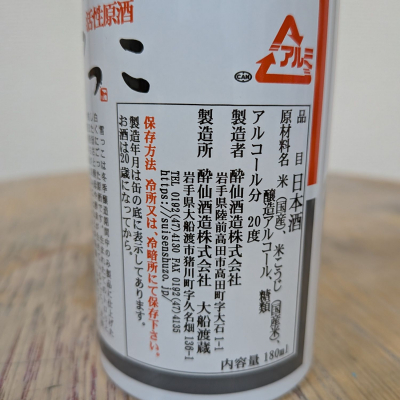 アルミ
CAN
品目 日本酒
原材料名 米(国産)、米こうじ(国産米)、
醸造アルコール、糖類
アルコール分 20度
製造者 酔仙酒造株式会社
岩手県陸前高田市高田町字大石1-1
製造所 酔仙酒造株式会社 大船渡蔵
岩手県大船渡市猪川町字久名畑136-1
TEL 0192(47)4130 FAX 0192(47)4135
https://suisenshuzo.jp/
保存方法 冷所又は、冷暗所にて保存下さい。
製造年月は缶の底に表示してあります。
お酒は20歳になってから。
内容量 180ml
活性原酒
っこ